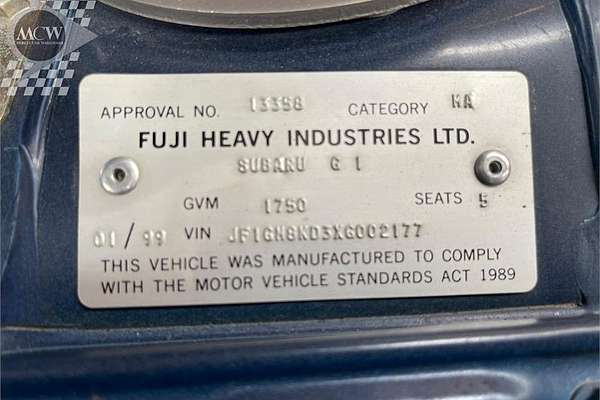 MCW
APPROVAL NO. 13358 CATEGORY MA
FUJI HEAVY INDUSTRIES LTD.
SUBARU G 1
GVM 1750 SEATS 5
01/99 VIN JF1GM8KD3XG002177
THIS VEHICLE WAS MANUFACTURED TO COMPLY
WITH THE MOTOR VEHICLE STANDARDS ACT 1989